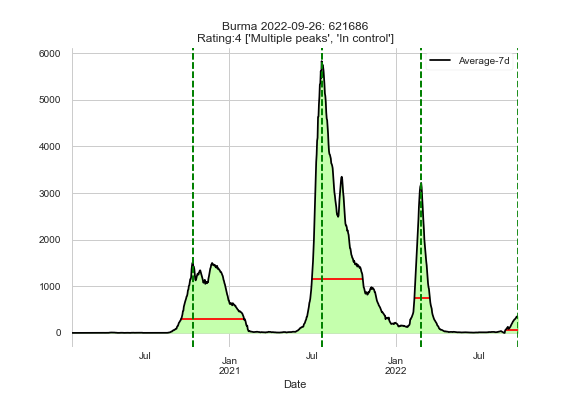 Burma 2022-09-26: 621686
Rating:4 ['Multiple peaks', 'In control']
Average-7d
6000
5000
4000
3000
2000
1000
0
Jul
Jan
2021
Jul
Jan
2022
Jul
Date